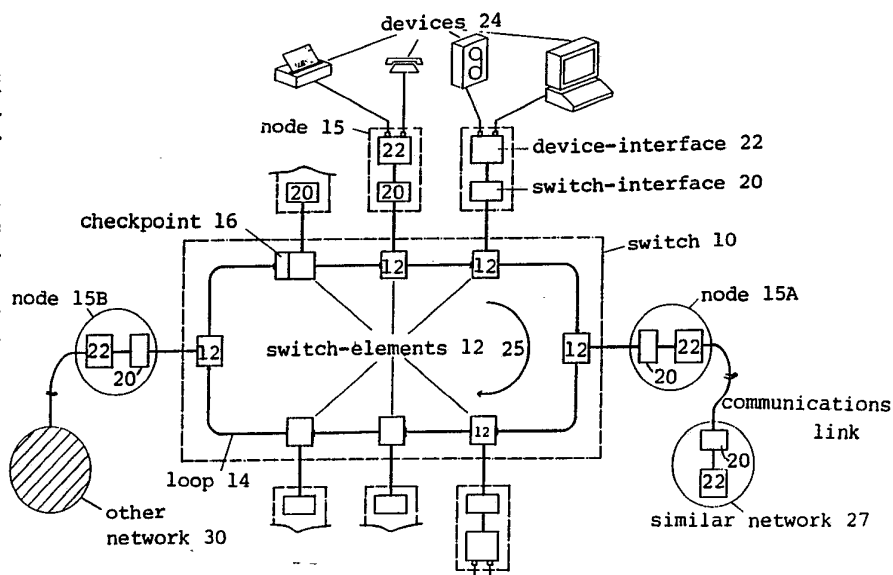 devices 24
node 15
22
device-interface 22
20
20
switch-interface 20
checkpoint 16
switch 10
12
12
node 15B
node 15A
22
20
12
switch-elements 12
25
12
20
22
communications
link
12
20
22
loop 14
other
network 30
similar network 27